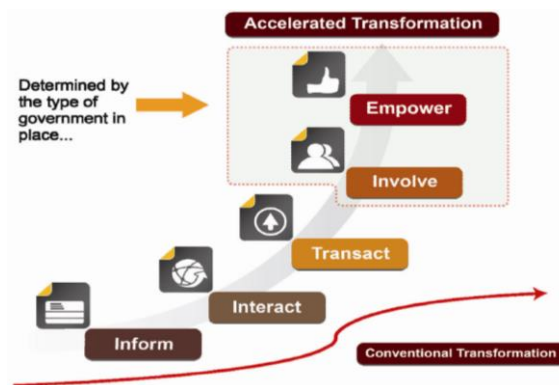 Accelerated Transformation
Determined by
the type of
government in
place...
Empower
Involve
Transact
Interact
Inform
Conventional Transformation